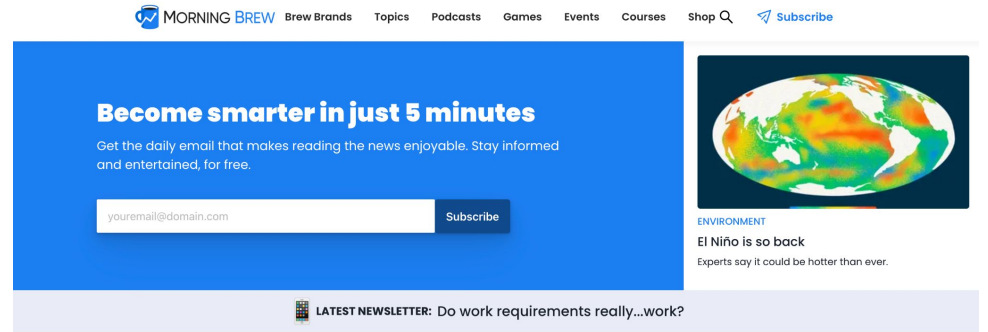 MORNING BREW Brew Brands Topics Podcasts Games Events Courses Shop Subscribe
Become smarter in just 5 minutes
Get the daily email that makes reading the news enjoyable. Stay informed
and entertained, for free.
youremail@domain.com Subscribe
ENVIRONMENT
El Niño is so back
Experts say it could be hotter than ever.
LATEST NEWSLETTER: Do work requirements really...work?